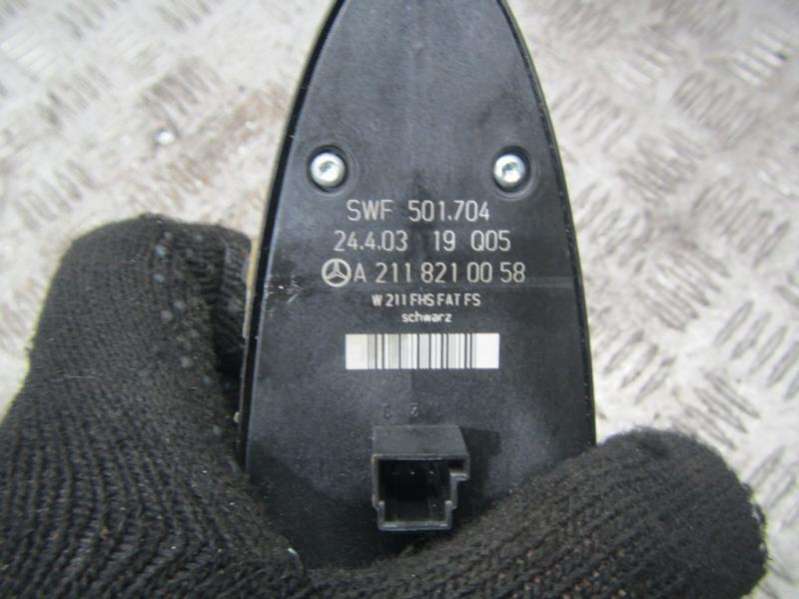 SWF 501.704
24.4.03 19 Q05
A 211 821 00 58
W 211 FHS FAT FS
schwarz